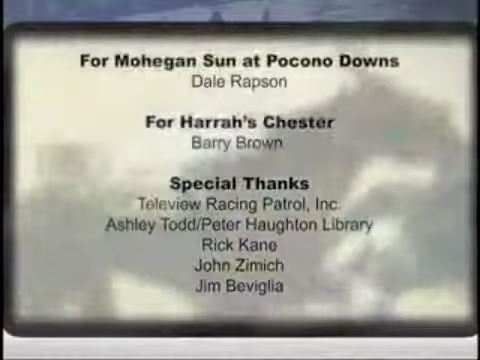 For Mohegan Sun at Pocono Downs
Dale Rapson
For Harrah's Chester
Barry Brown
Special Thanks
Teleview Racing Patrol, Inc.
Ashley Todd/Peter Haughton Library
Rick Kane
John Zimich
Jim Beviglia